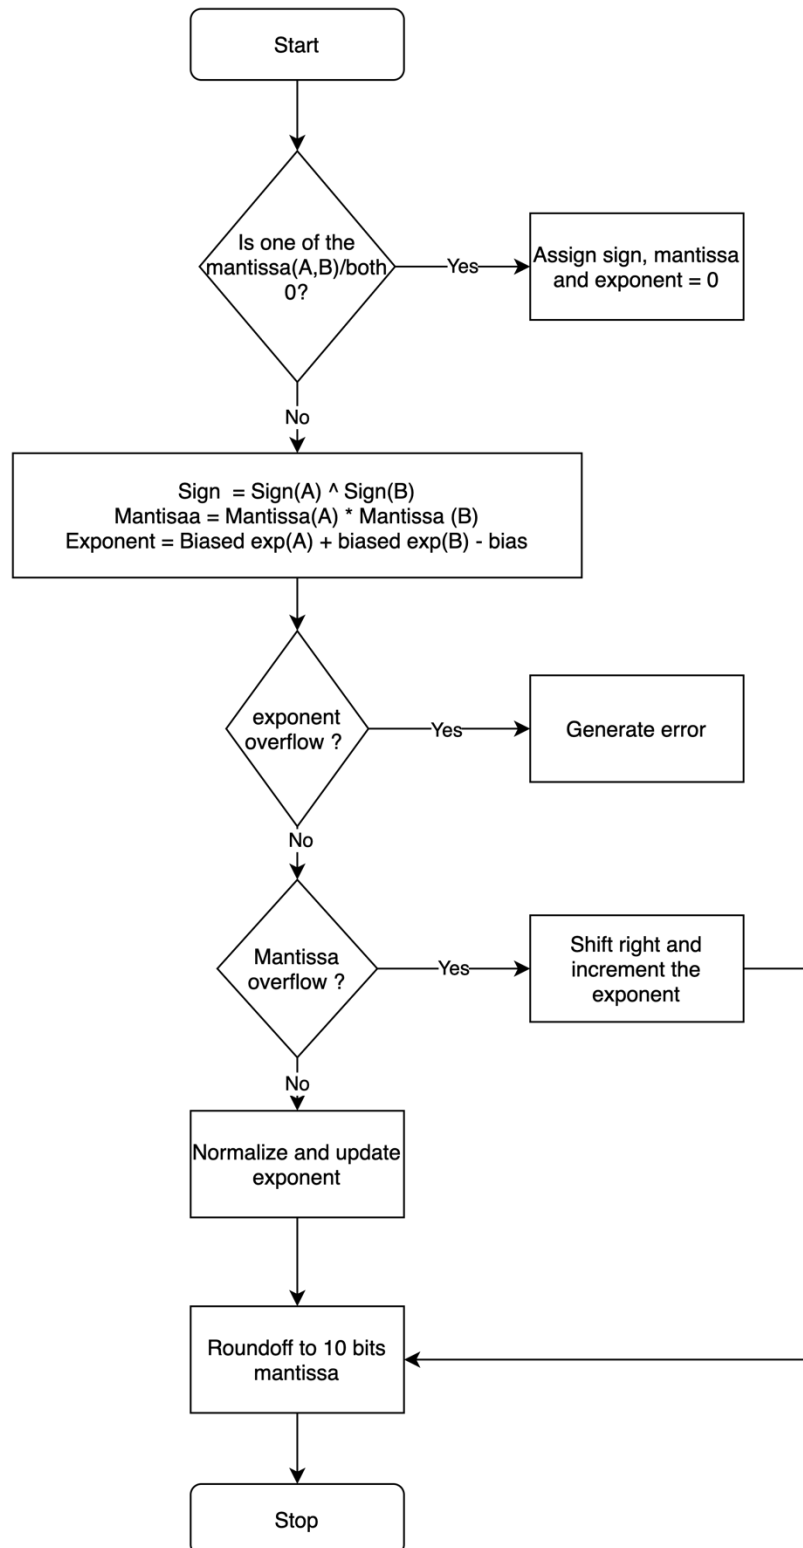 Start
Is one of the
mantissa(A,B)/both
0?
Yes
Assign sign, mantissa
and exponent = 0
No
Sign = Sign(A) ^ Sign(B)
Mantisaa = Mantissa(A) * Mantissa (B)
Exponent = Biased exp(A) + biased exp(B) - bias
exponent
overflow ?
Yes
Generate error
No
Mantissa
overflow ?
Yes
Shift right and
increment the
exponent
No
Normalize and update
exponent
Roundoff to 10 bits
mantissa
Stop